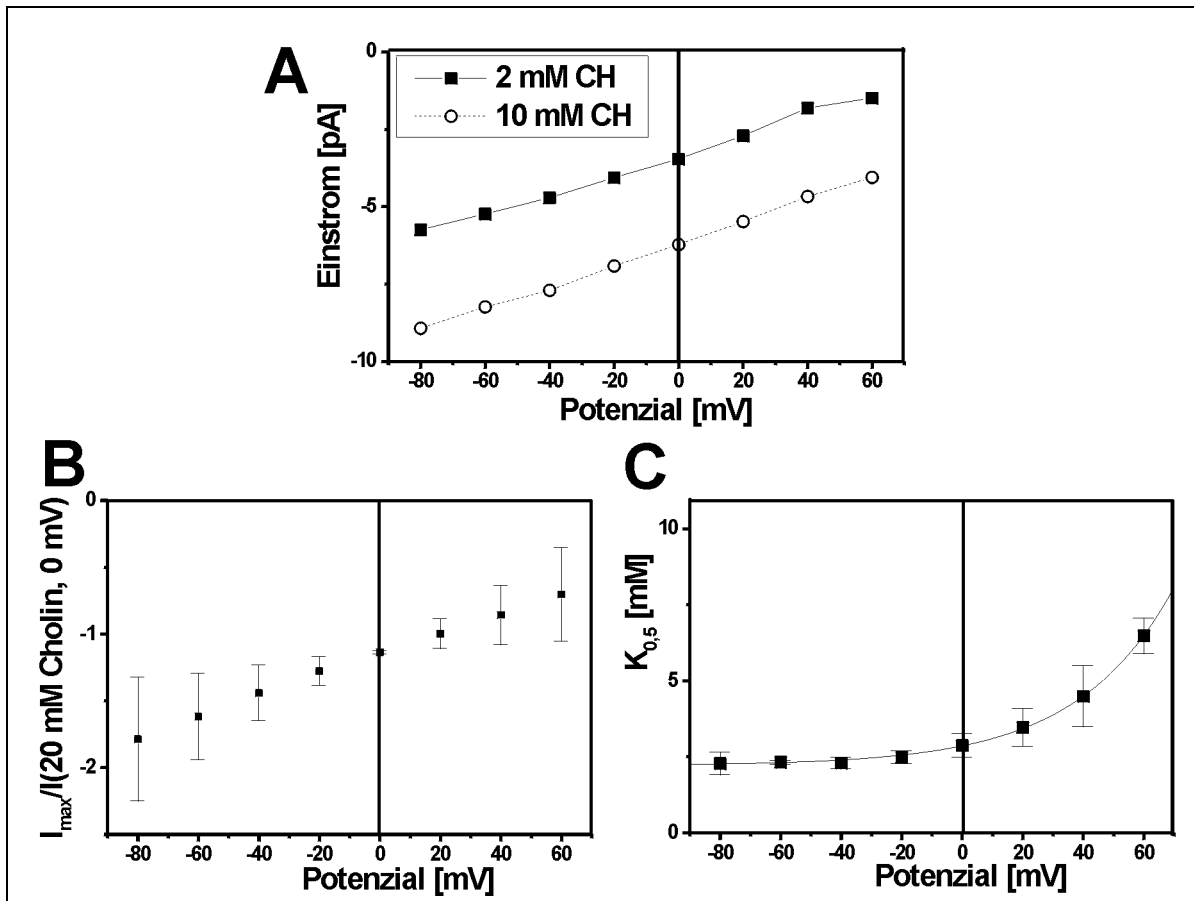 A
2 mM CH
10 mM CH
Einstrom [pA]
0
-5
-10
-80 -60 -40 -20 0 20 40 60
Potenzial [mV]
B
I_max/I(20 mM Cholin, 0 mV)
0
-1
-2
-80 -60 -40 -20 0 20 40 60
Potenzial [mV]
C
K_0,5 [mM]
10
5
0
-80 -60 -40 -20 0 20 40 60
Potenzial [mV]